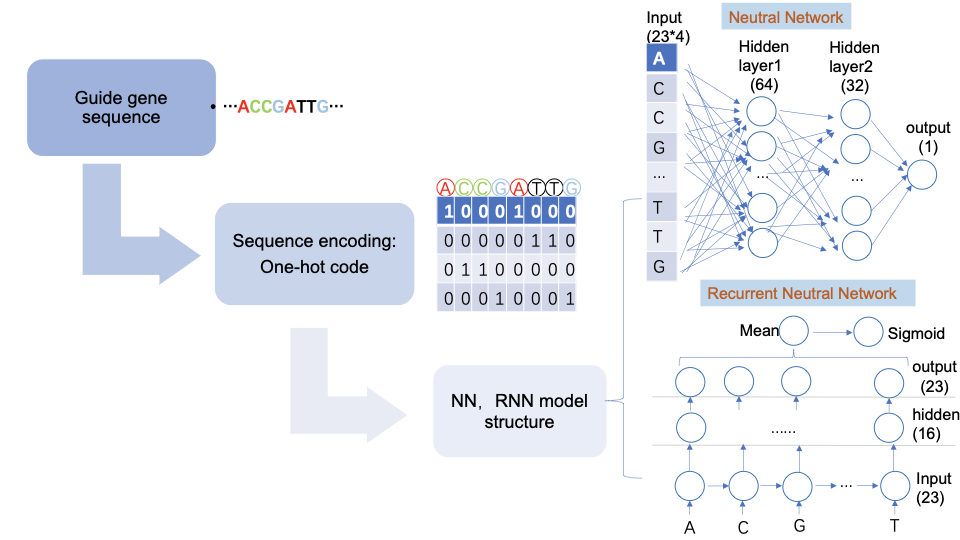 Guide gene
sequence
...ACCGATTG...
Sequence encoding:
One-hot code
A C C G A T T G
1 0 0 0 1 0 0 0
0 0 0 0 0 1 1 0
0 1 1 0 0 0 0 0
0 0 0 1 0 0 0 1
NN, RNN model
structure
Neutral Network
Input
(23*4)
A
C
C
G
...
T
T
G
Hidden
layer1
(64)
...
Hidden
layer2
(32)
...
output
(1)
Recurrent Neutral Network
Mean
Sigmoid
output
(23)
......
hidden
(16)
...
Input
(23)
A C G T